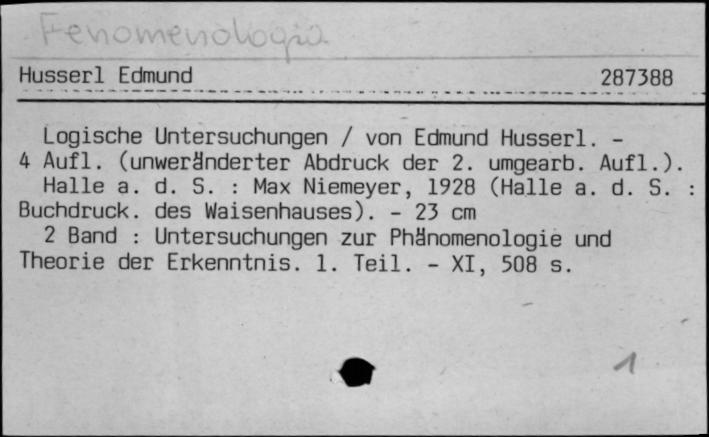 Fenomenologia
Husserl Edmund 287388
Logische Untersuchungen / von Edmund Husserl. -
4 Aufl. (unweränderter Abdruck der 2. umgearb. Aufl.).
Halle a. d. S. : Max Niemeyer, 1928 (Halle a. d. S. :
Buchdruck. des Waisenhauses). - 23 cm
2 Band : Untersuchungen zur Phänomenologie und
Theorie der Erkenntnis. 1. Teil. - XI, 508 s.
1